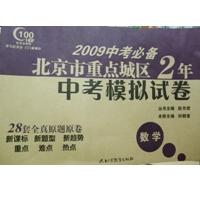 100
2009中考必备
北京市重点城区2年
中考模拟试卷
28套全真原题原卷
新课标 新题型 新趋势
重点 难点 热点
数学